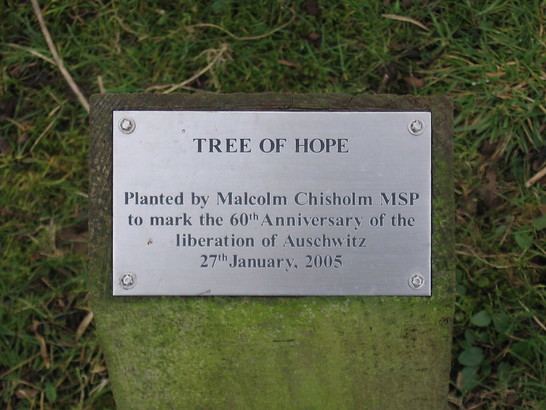 TREE OF HOPE
Planted by Malcolm Chisholm MSP
to mark the 60th Anniversary of the
liberation of Auschwitz
27th January, 2005